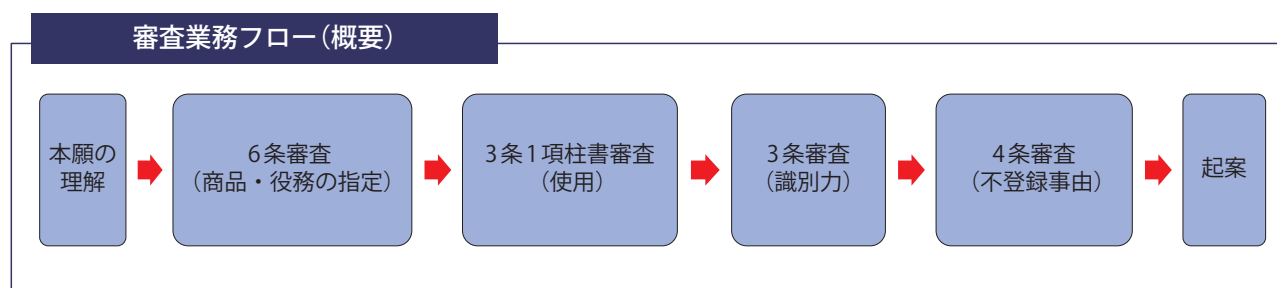 審査業務フロー(概要)
本願の
理解
6条審査
(商品・役務の指定)
3条1項柱書審査
(使用)
3条審査
(識別力)
4条審査
(不登録事由)
起案